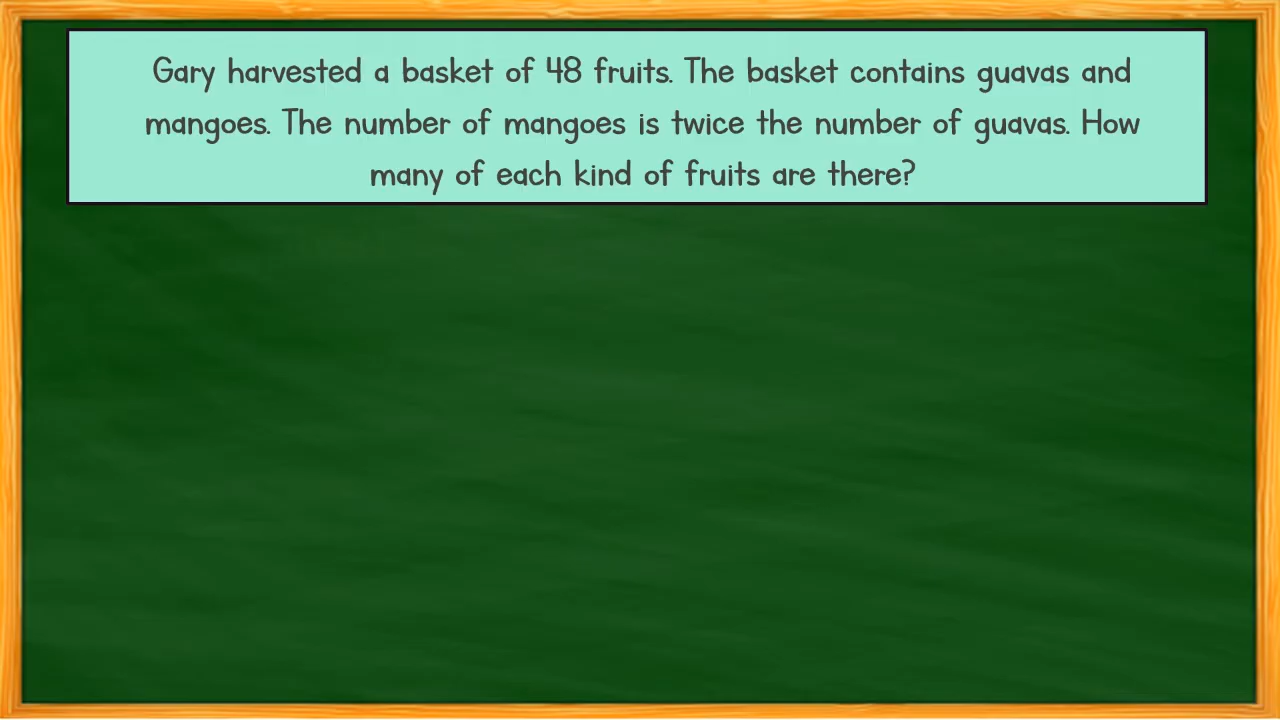 Gary harvested a basket of 48 fruits. The basket contains guavas and
mangoes. The number of mangoes is twice the number of guavas. How
many of each kind of fruits are there?